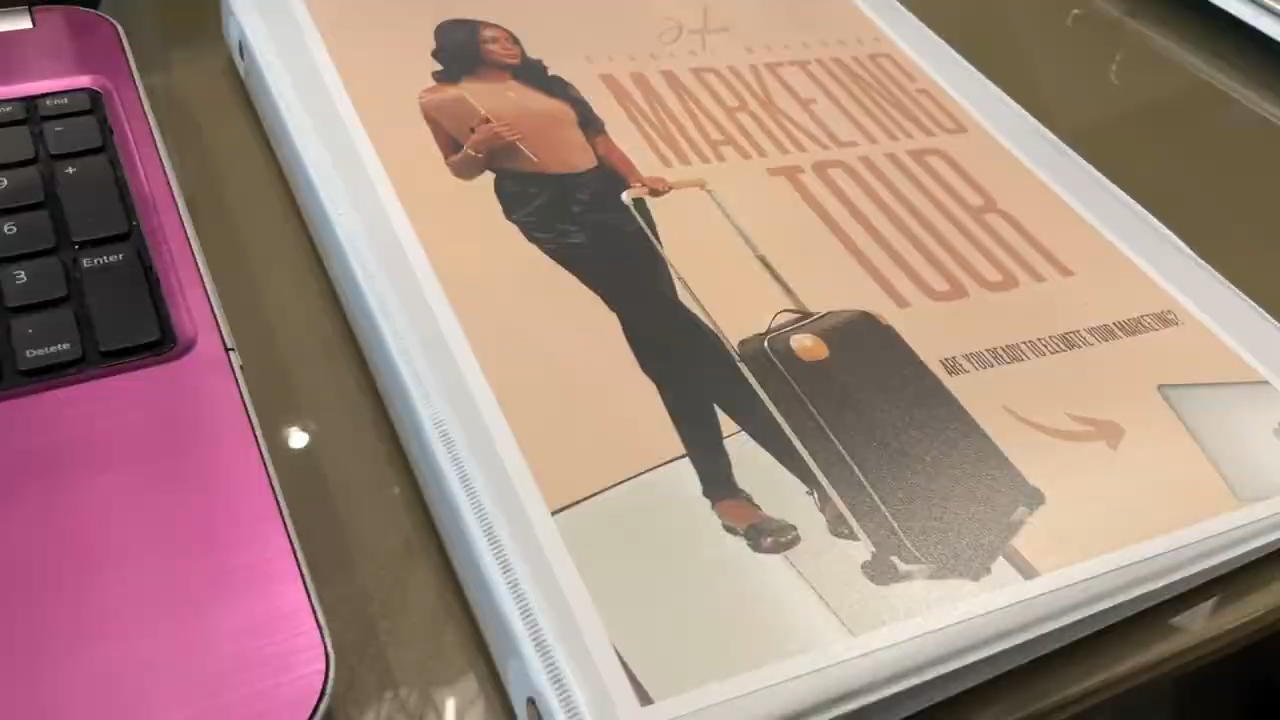 End
-
9
+
6
3
Enter
.
Delete
MARKETING
TOUR
ARE YOU READY TO ELEVATE YOUR MARKETING?